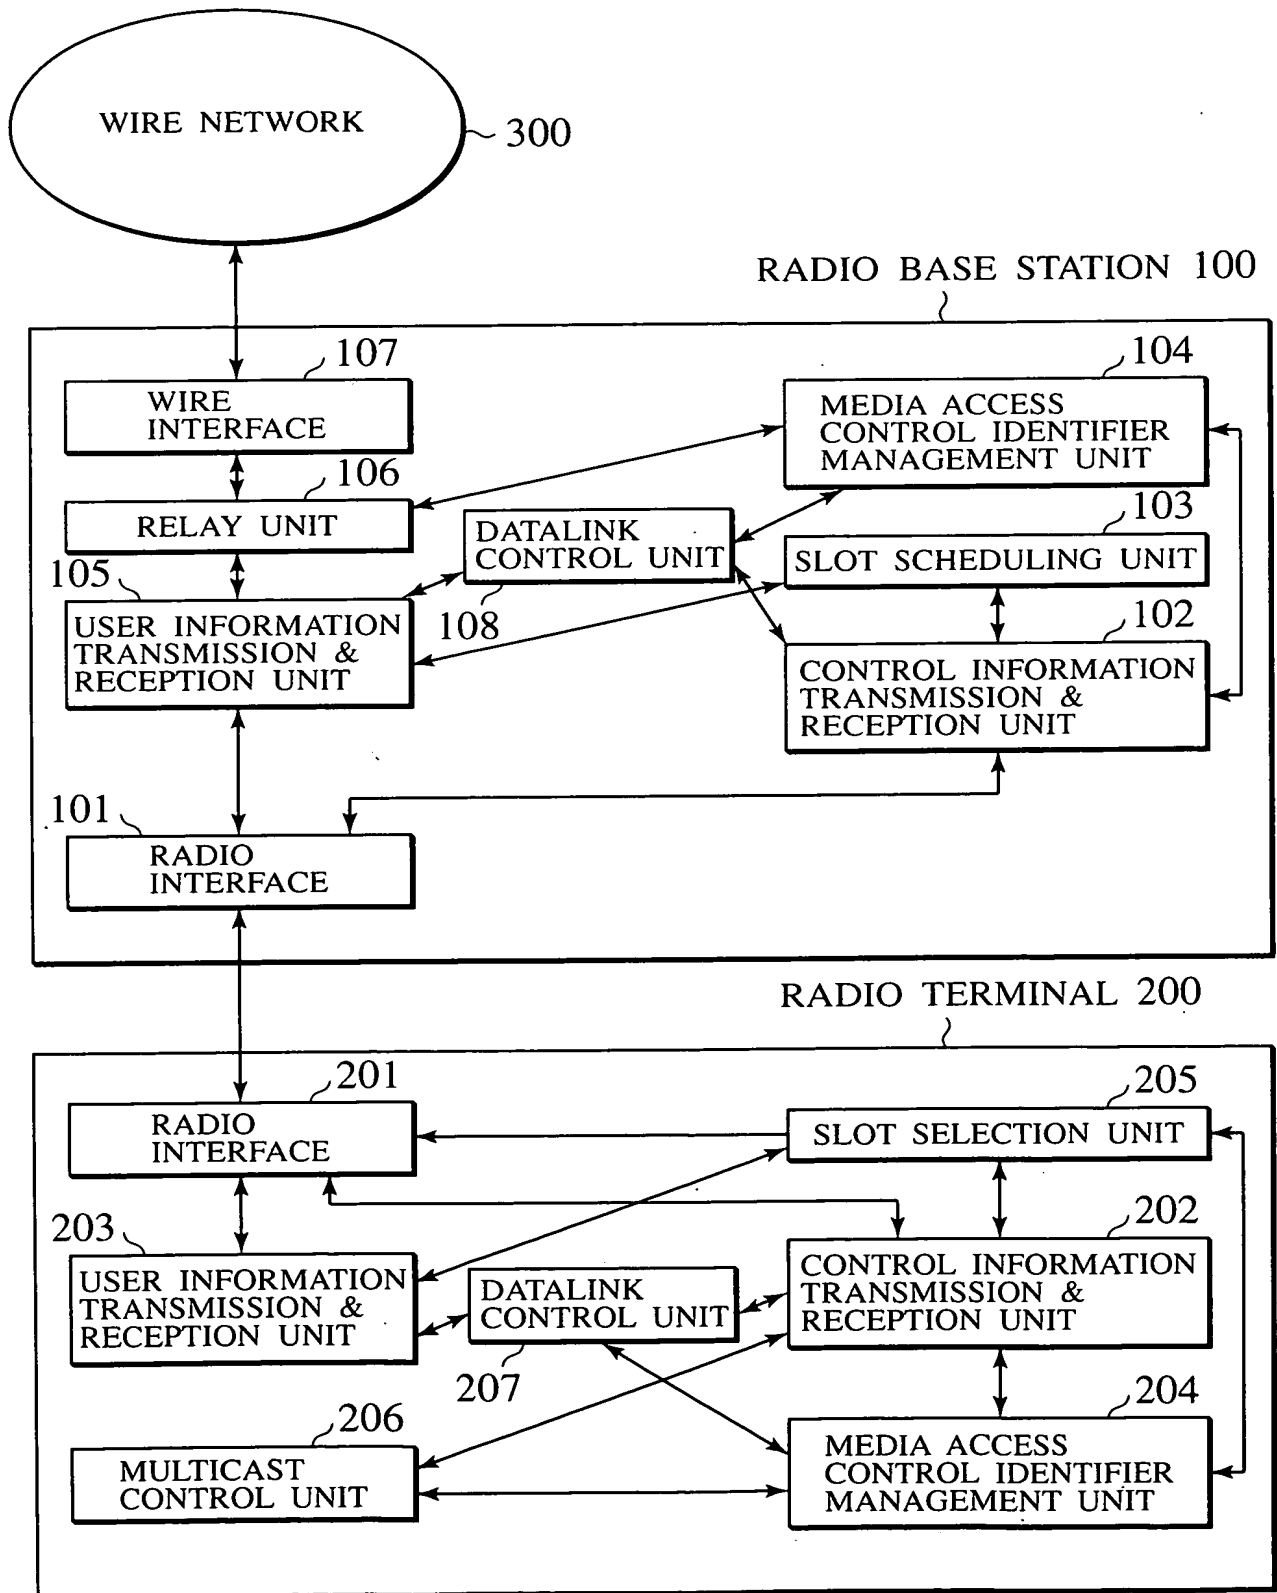 WIRE NETWORK
300
RADIO BASE STATION 100
107
WIRE
INTERFACE
104
MEDIA ACCESS
CONTROL IDENTIFIER
MANAGEMENT UNIT
106
RELAY UNIT
DATALINK
CONTROL UNIT
108
103
SLOT SCHEDULING UNIT
105
USER INFORMATION
TRANSMISSION &
RECEPTION UNIT
102
CONTROL INFORMATION
TRANSMISSION &
RECEPTION UNIT
101
RADIO
INTERFACE
RADIO TERMINAL 200
201
RADIO
INTERFACE
205
SLOT SELECTION UNIT
203
USER INFORMATION
TRANSMISSION &
RECEPTION UNIT
DATALINK
CONTROL UNIT
207
202
CONTROL INFORMATION
TRANSMISSION &
RECEPTION UNIT
206
MULTICAST
CONTROL UNIT
204
MEDIA ACCESS
CONTROL IDENTIFIER
MANAGEMENT UNIT